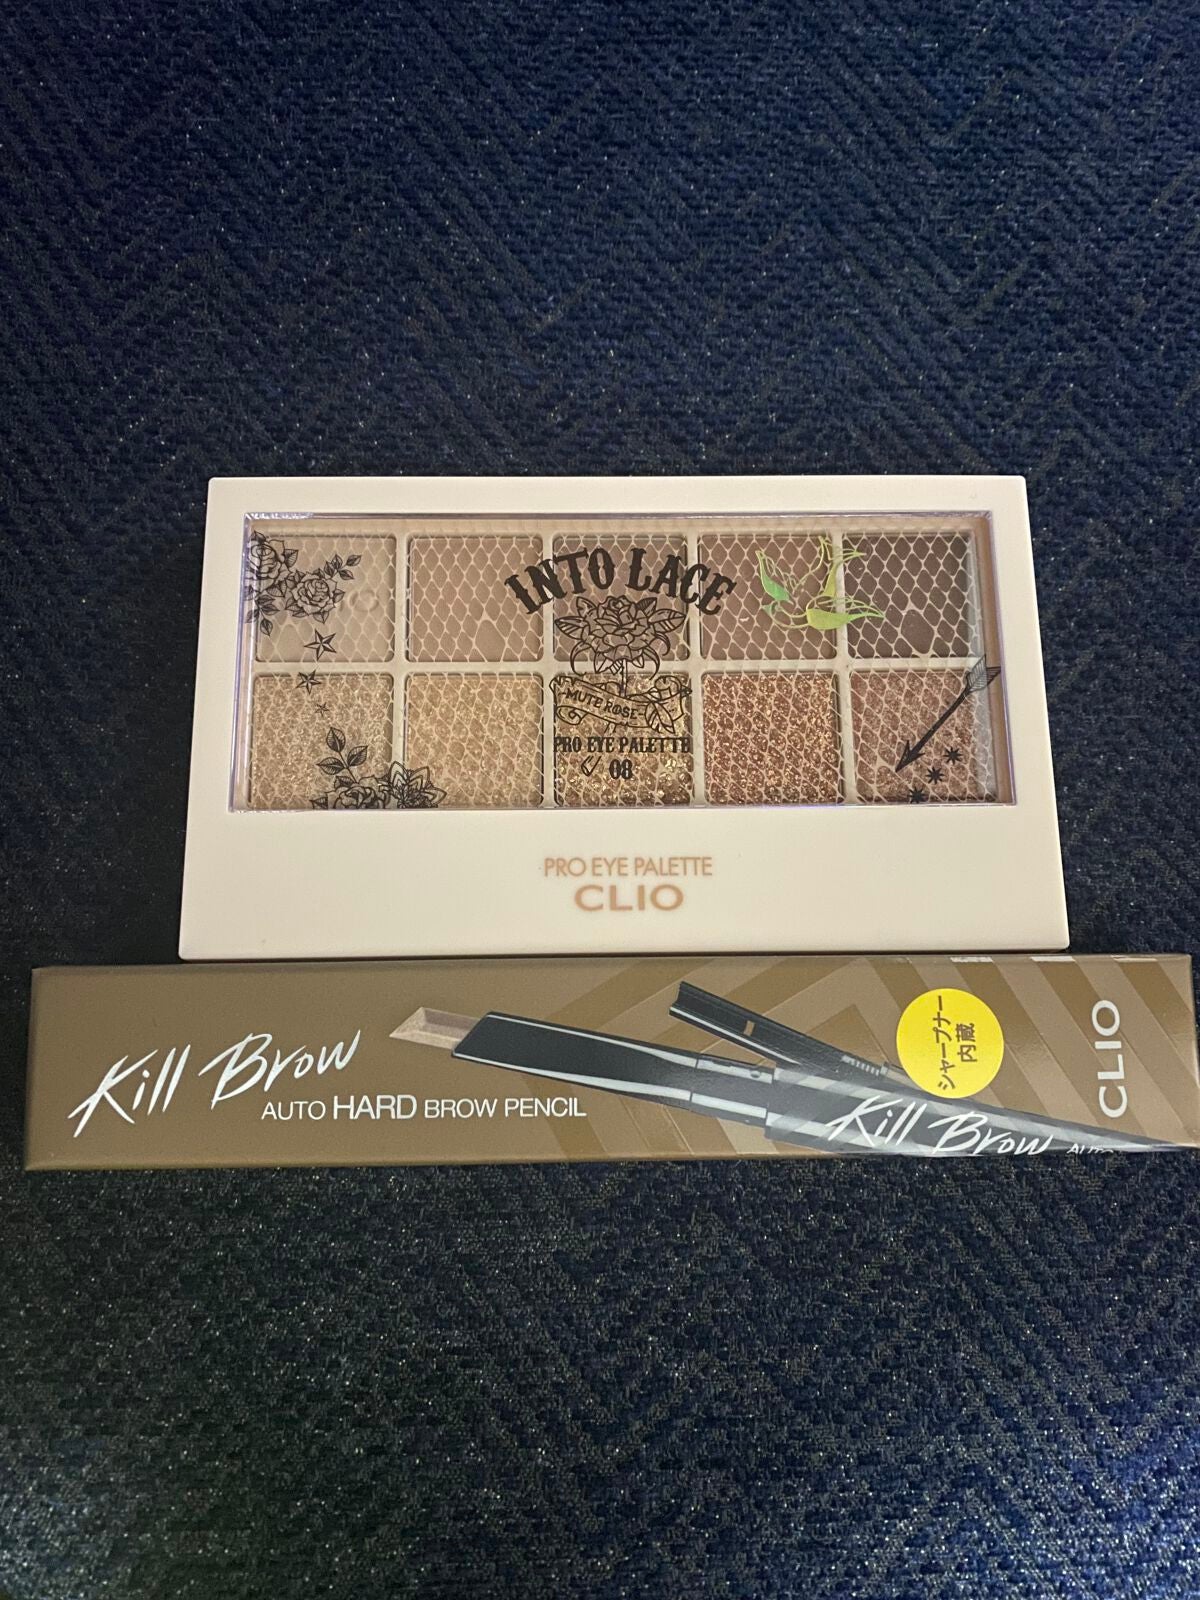 INTO LACE
MUTE ROSE
PRO EYE PALETTE
08
PRO EYE PALETTE
CLIO
Kill Brow
AUTO HARD BROW PENCIL
Kill Brow
シャープナー
内蔵
CLIO